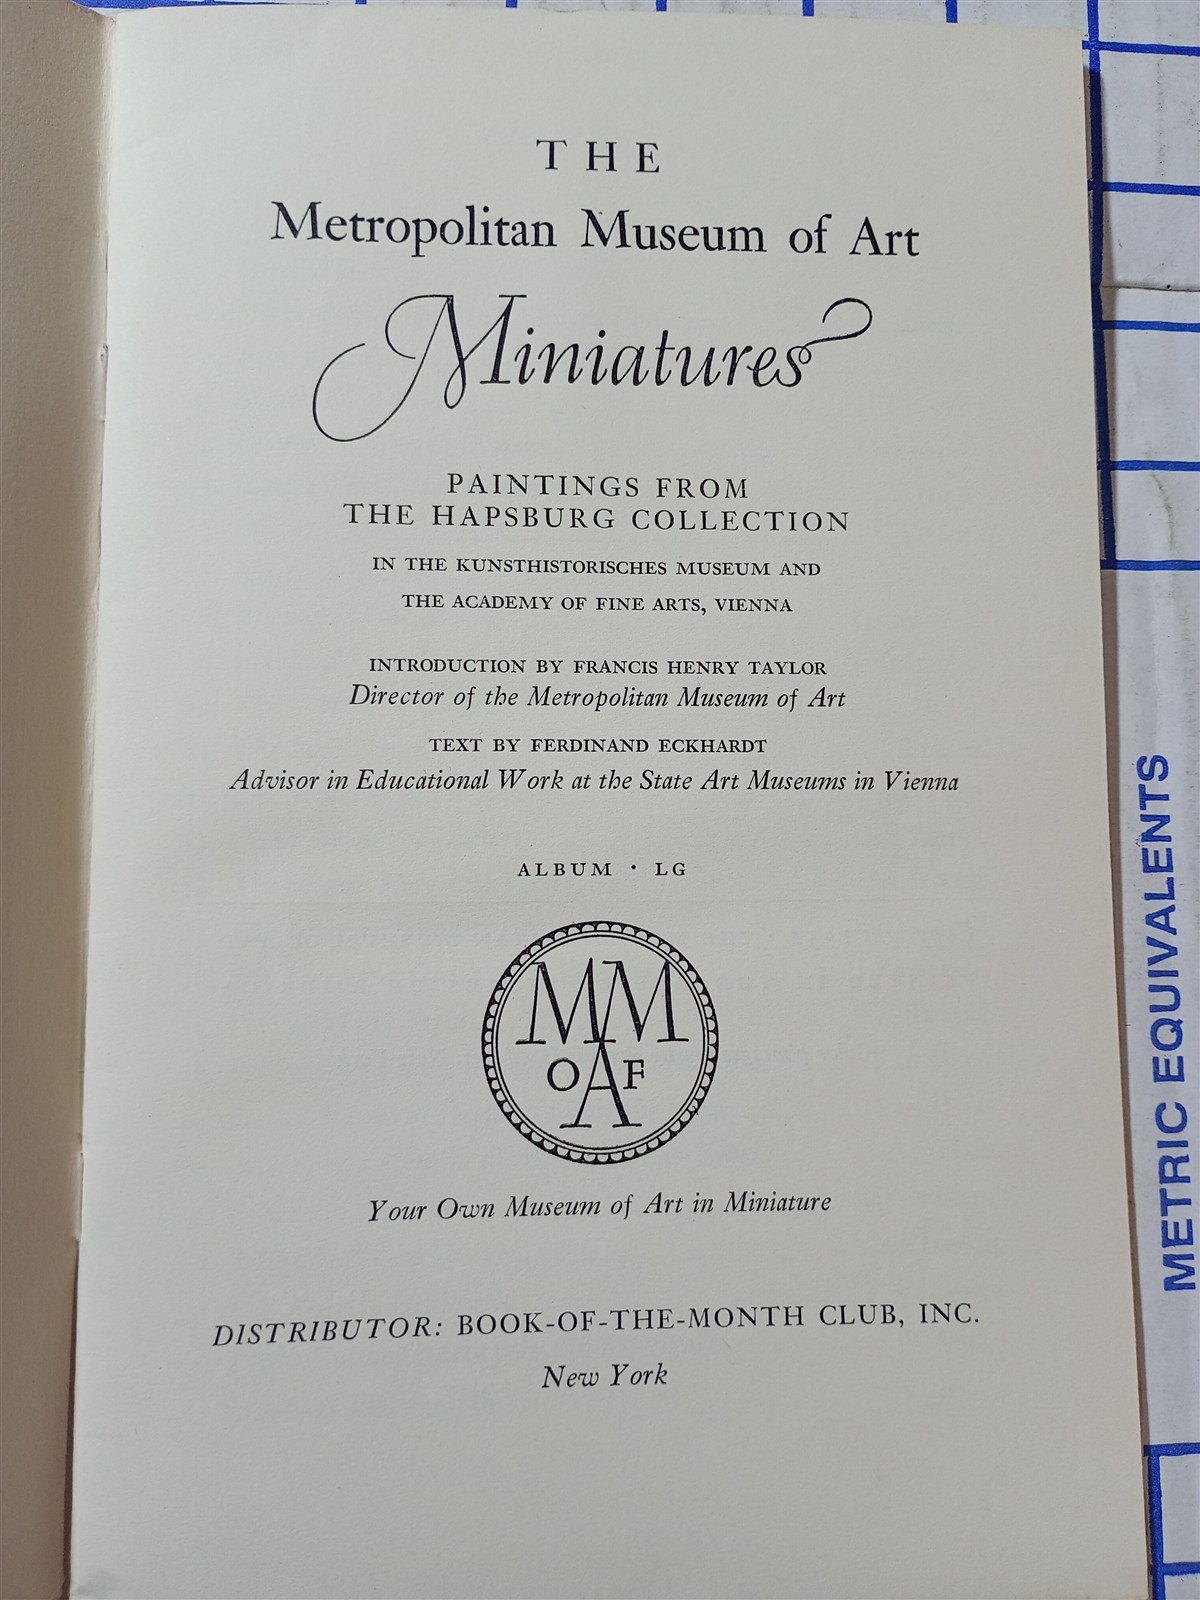 THE
Metropolitan Museum of Art
Miniatures
PAINTINGS FROM
THE HAPSBURG COLLECTION
IN THE KUNSTHISTORISCHES MUSEUM AND
THE ACADEMY OF FINE ARTS, VIENNA
INTRODUCTION BY FRANCIS HENRY TAYLOR
Director of the Metropolitan Museum of Art
TEXT BY FERDINAND ECKHARDT
Advisor in Educational Work at the State Art Museums in Vienna
ALBUM · LG
MM
OAF
Your Own Museum of Art in Miniature
DISTRIBUTOR: BOOK-OF-THE-MONTH CLUB, INC.
New York
METRIC EQUIVALENTS